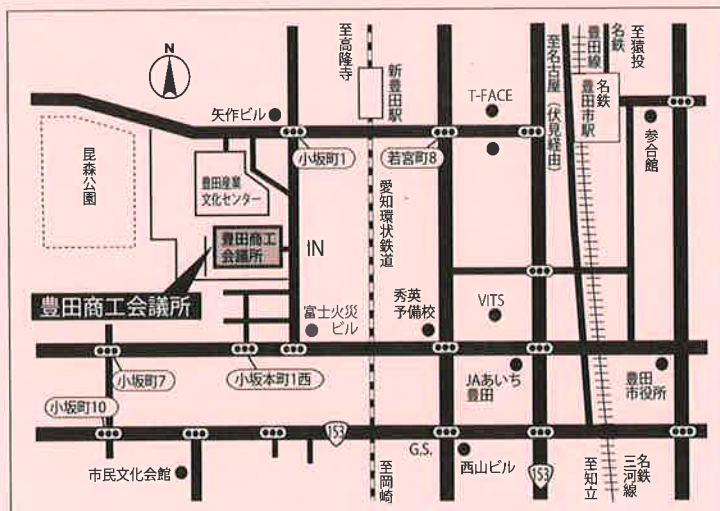 N
至高隆寺
新豊田駅
至名古屋（伏見経由）
名鉄
豊田線
至猿投
名鉄
豊田市駅
T-FACE
矢作ビル
小坂町1
若宮町8
参合館
昆森公園
豊田産業
文化センター
愛知環状鉄道
豊田商工
会議所
IN
豊田商工会議所
富士火災
ビル
秀英
予備校
VITS
小坂町7
小坂本町1西
JAあいち
豊田
豊田
市役所
小坂町10
153
G.S.
市民文化会館
至岡崎
西山ビル
153
至知立
名鉄
三河線